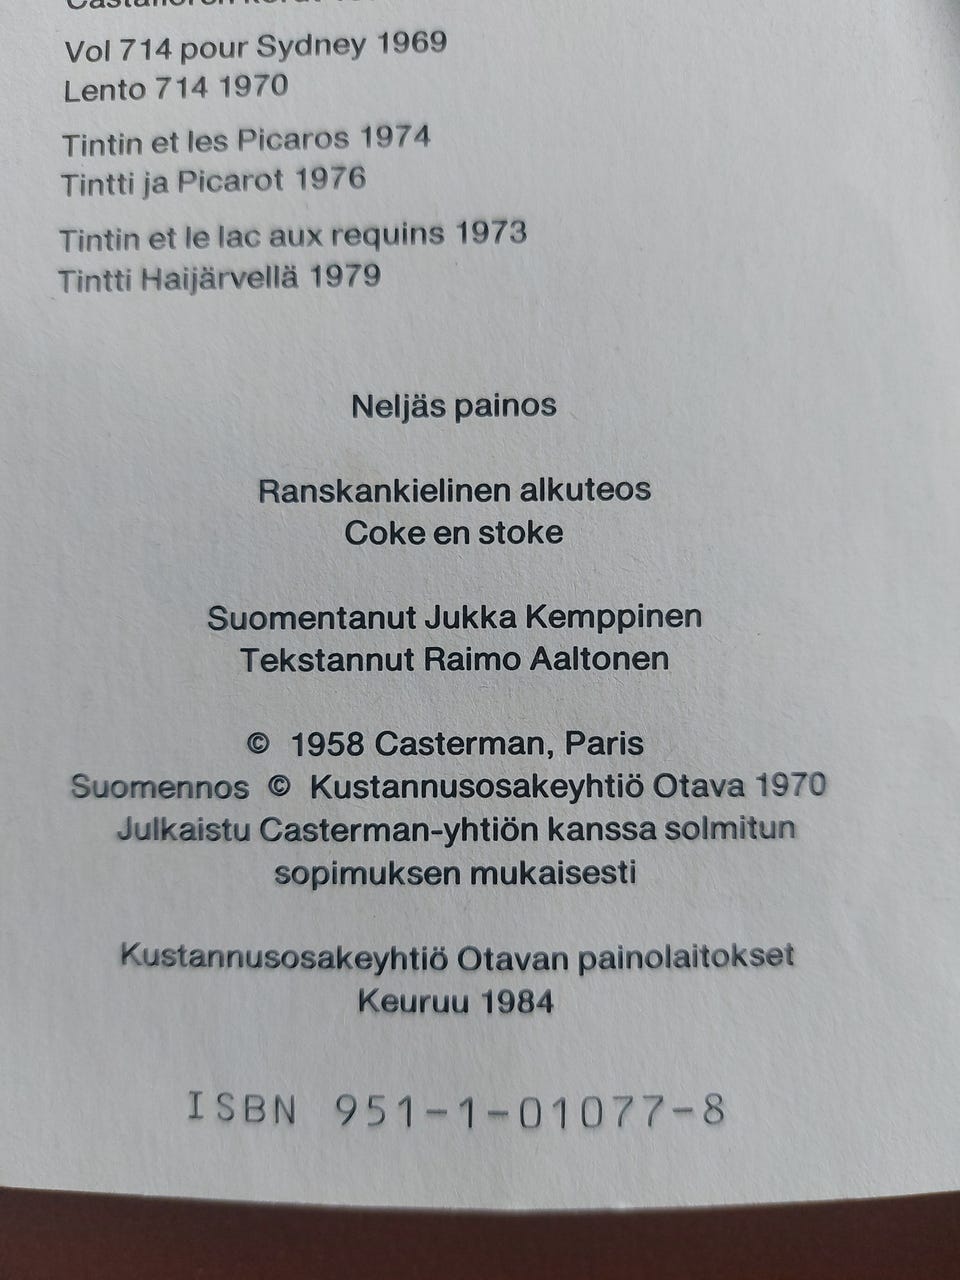 Vol 714 pour Sydney 1969
Lento 714 1970
Tintin et les Picaros 1974
Tintti ja Picarot 1976
Tintin et le lac aux requins 1973
Tintti Haijärvellä 1979
Neljäs painos
Ranskankielinen alkuteos
Coke en stoke
Suomentanut Jukka Kemppinen
Tekstannut Raimo Aaltonen
© 1958 Casterman, Paris
Suomennos © Kustannusosakeyhtiö Otava 1970
Julkaistu Casterman-yhtiön kanssa solmitun
sopimuksen mukaisesti
Kustannusosakeyhtiö Otavan painolaitokset
Keuruu 1984
ISBN 951-1-01077-8